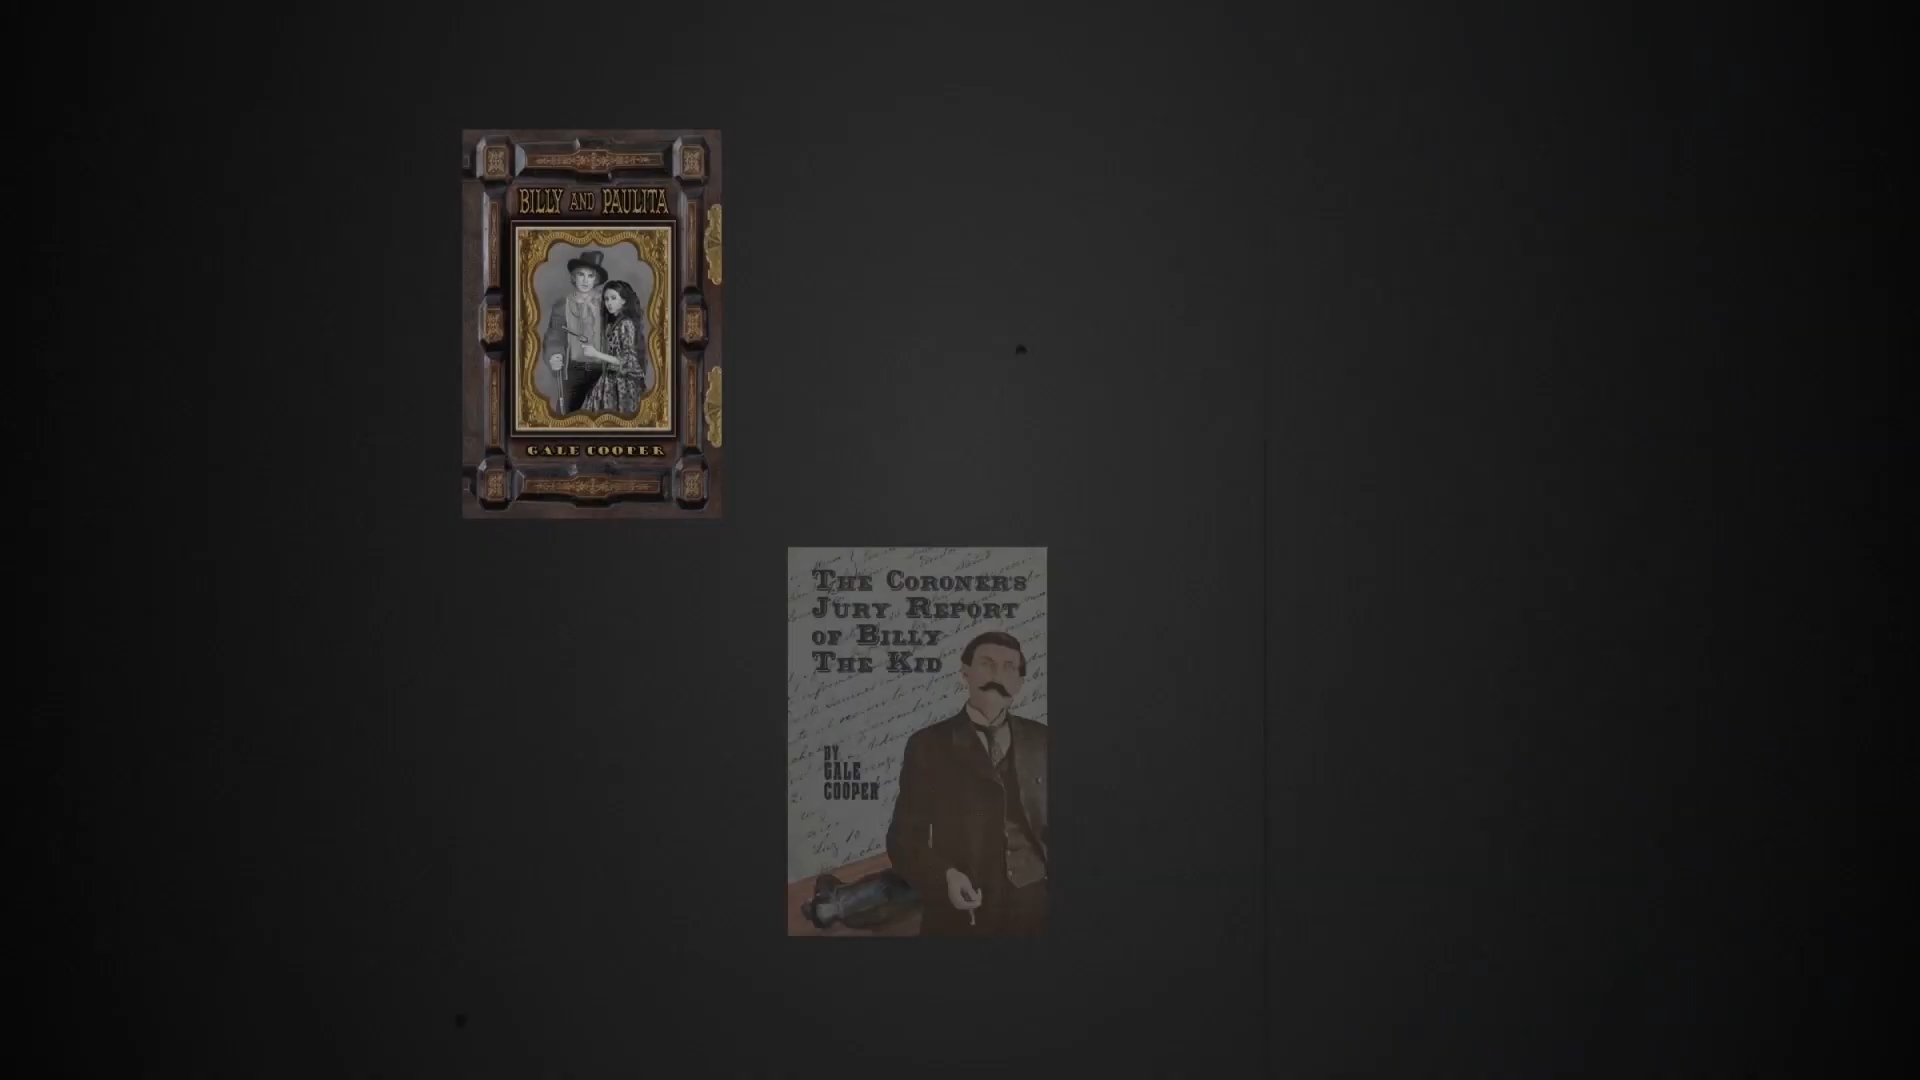 BILLY AND PAULITA
GALE COOPER
THE CORONER'S
JURY REPORT
OF BILLY
THE KID
BY
GALE
COOPER